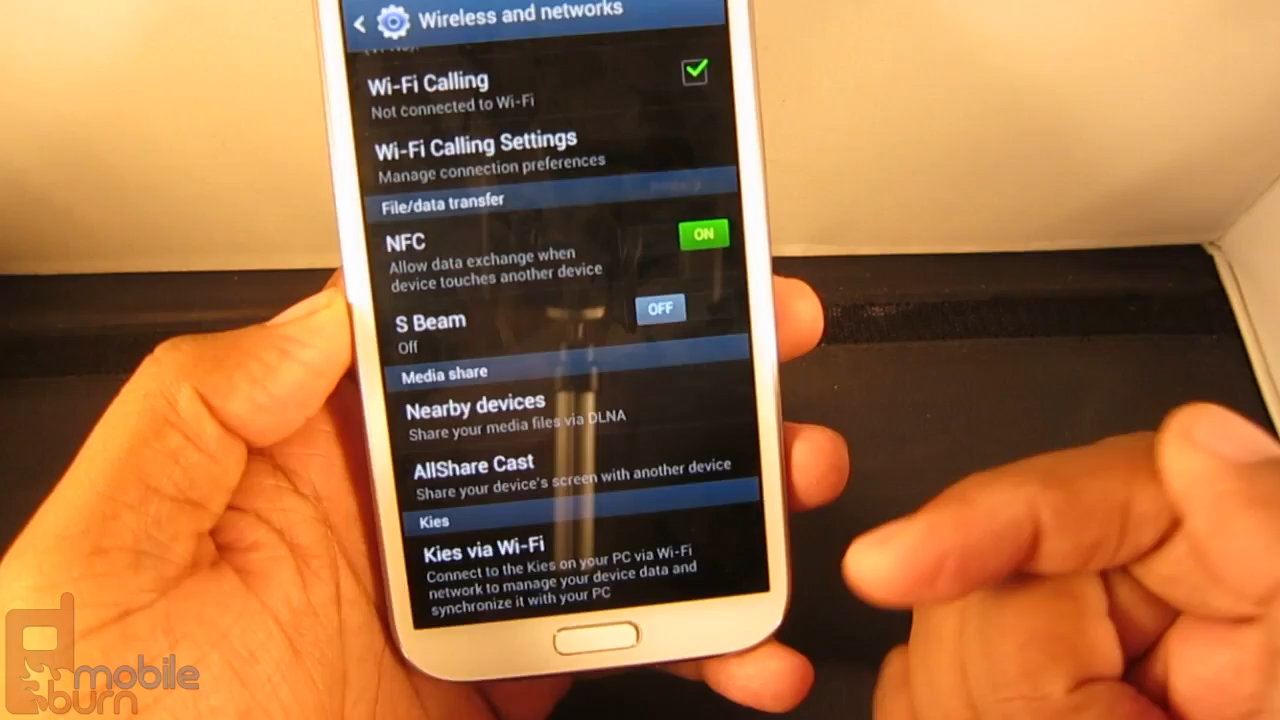 Wireless and networks
Wi-Fi Calling
Not connected to Wi-Fi
Wi-Fi Calling Settings
Manage connection preferences
File/data transfer
NFC
ON
Allow data exchange when
device touches another device
S Beam
OFF
Off
Media share
Nearby devices
Share your media files via DLNA
AllShare Cast
Share your device's screen with another device
Kies
Kies via Wi-Fi
Connect to the Kies on your PC via Wi-Fi
network to manage your device data and
synchronize it with your PC
mobile
burn